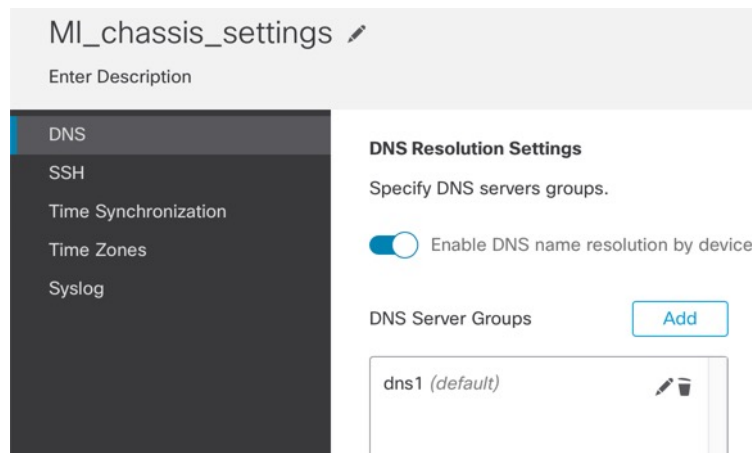 MI_chassis_settings
Enter Description
DNS
SSH
Time Synchronization
Time Zones
Syslog
DNS Resolution Settings
Specify DNS servers groups.
Enable DNS name resolution by device
DNS Server Groups
Add
dns1 (default)